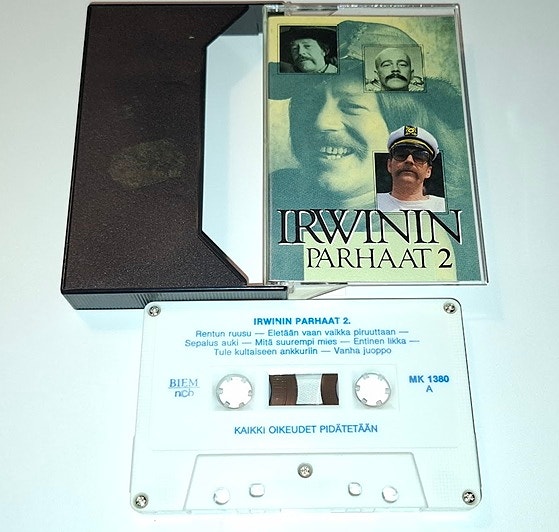 IRWININ
PARHAAT 2
IRWININ PARHAAT 2.
Rentun ruusu — Eletään vaan vaikka piruuttaan —
Sepalus auki — Mitä suurempi mies — Entinen likka —
Tule kultaiseen ankkuriin — Vanha juoppo
BIEM
ncb
MK 1380
A
KAIKKI OIKEUDET PIDÄTETÄÄN